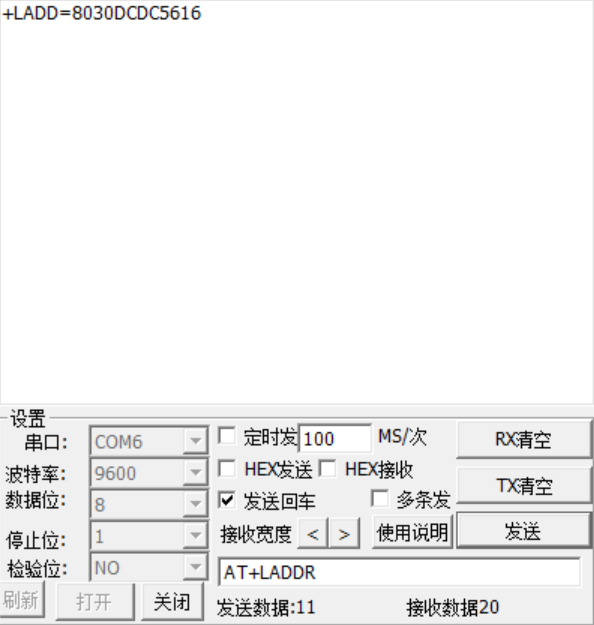 +LADD=8030DCDC5616
设置
串口: COM6 定时发 100 MS/次 RX清空
波特率: 9600 HEX发送 HEX接收 TX清空
数据位: 8 发送回车 多条发
停止位: 1 接收宽度 < > 使用说明 发送
检验位: NO AT+LADDR
刷新 打开 关闭 发送数据:11 接收数据20